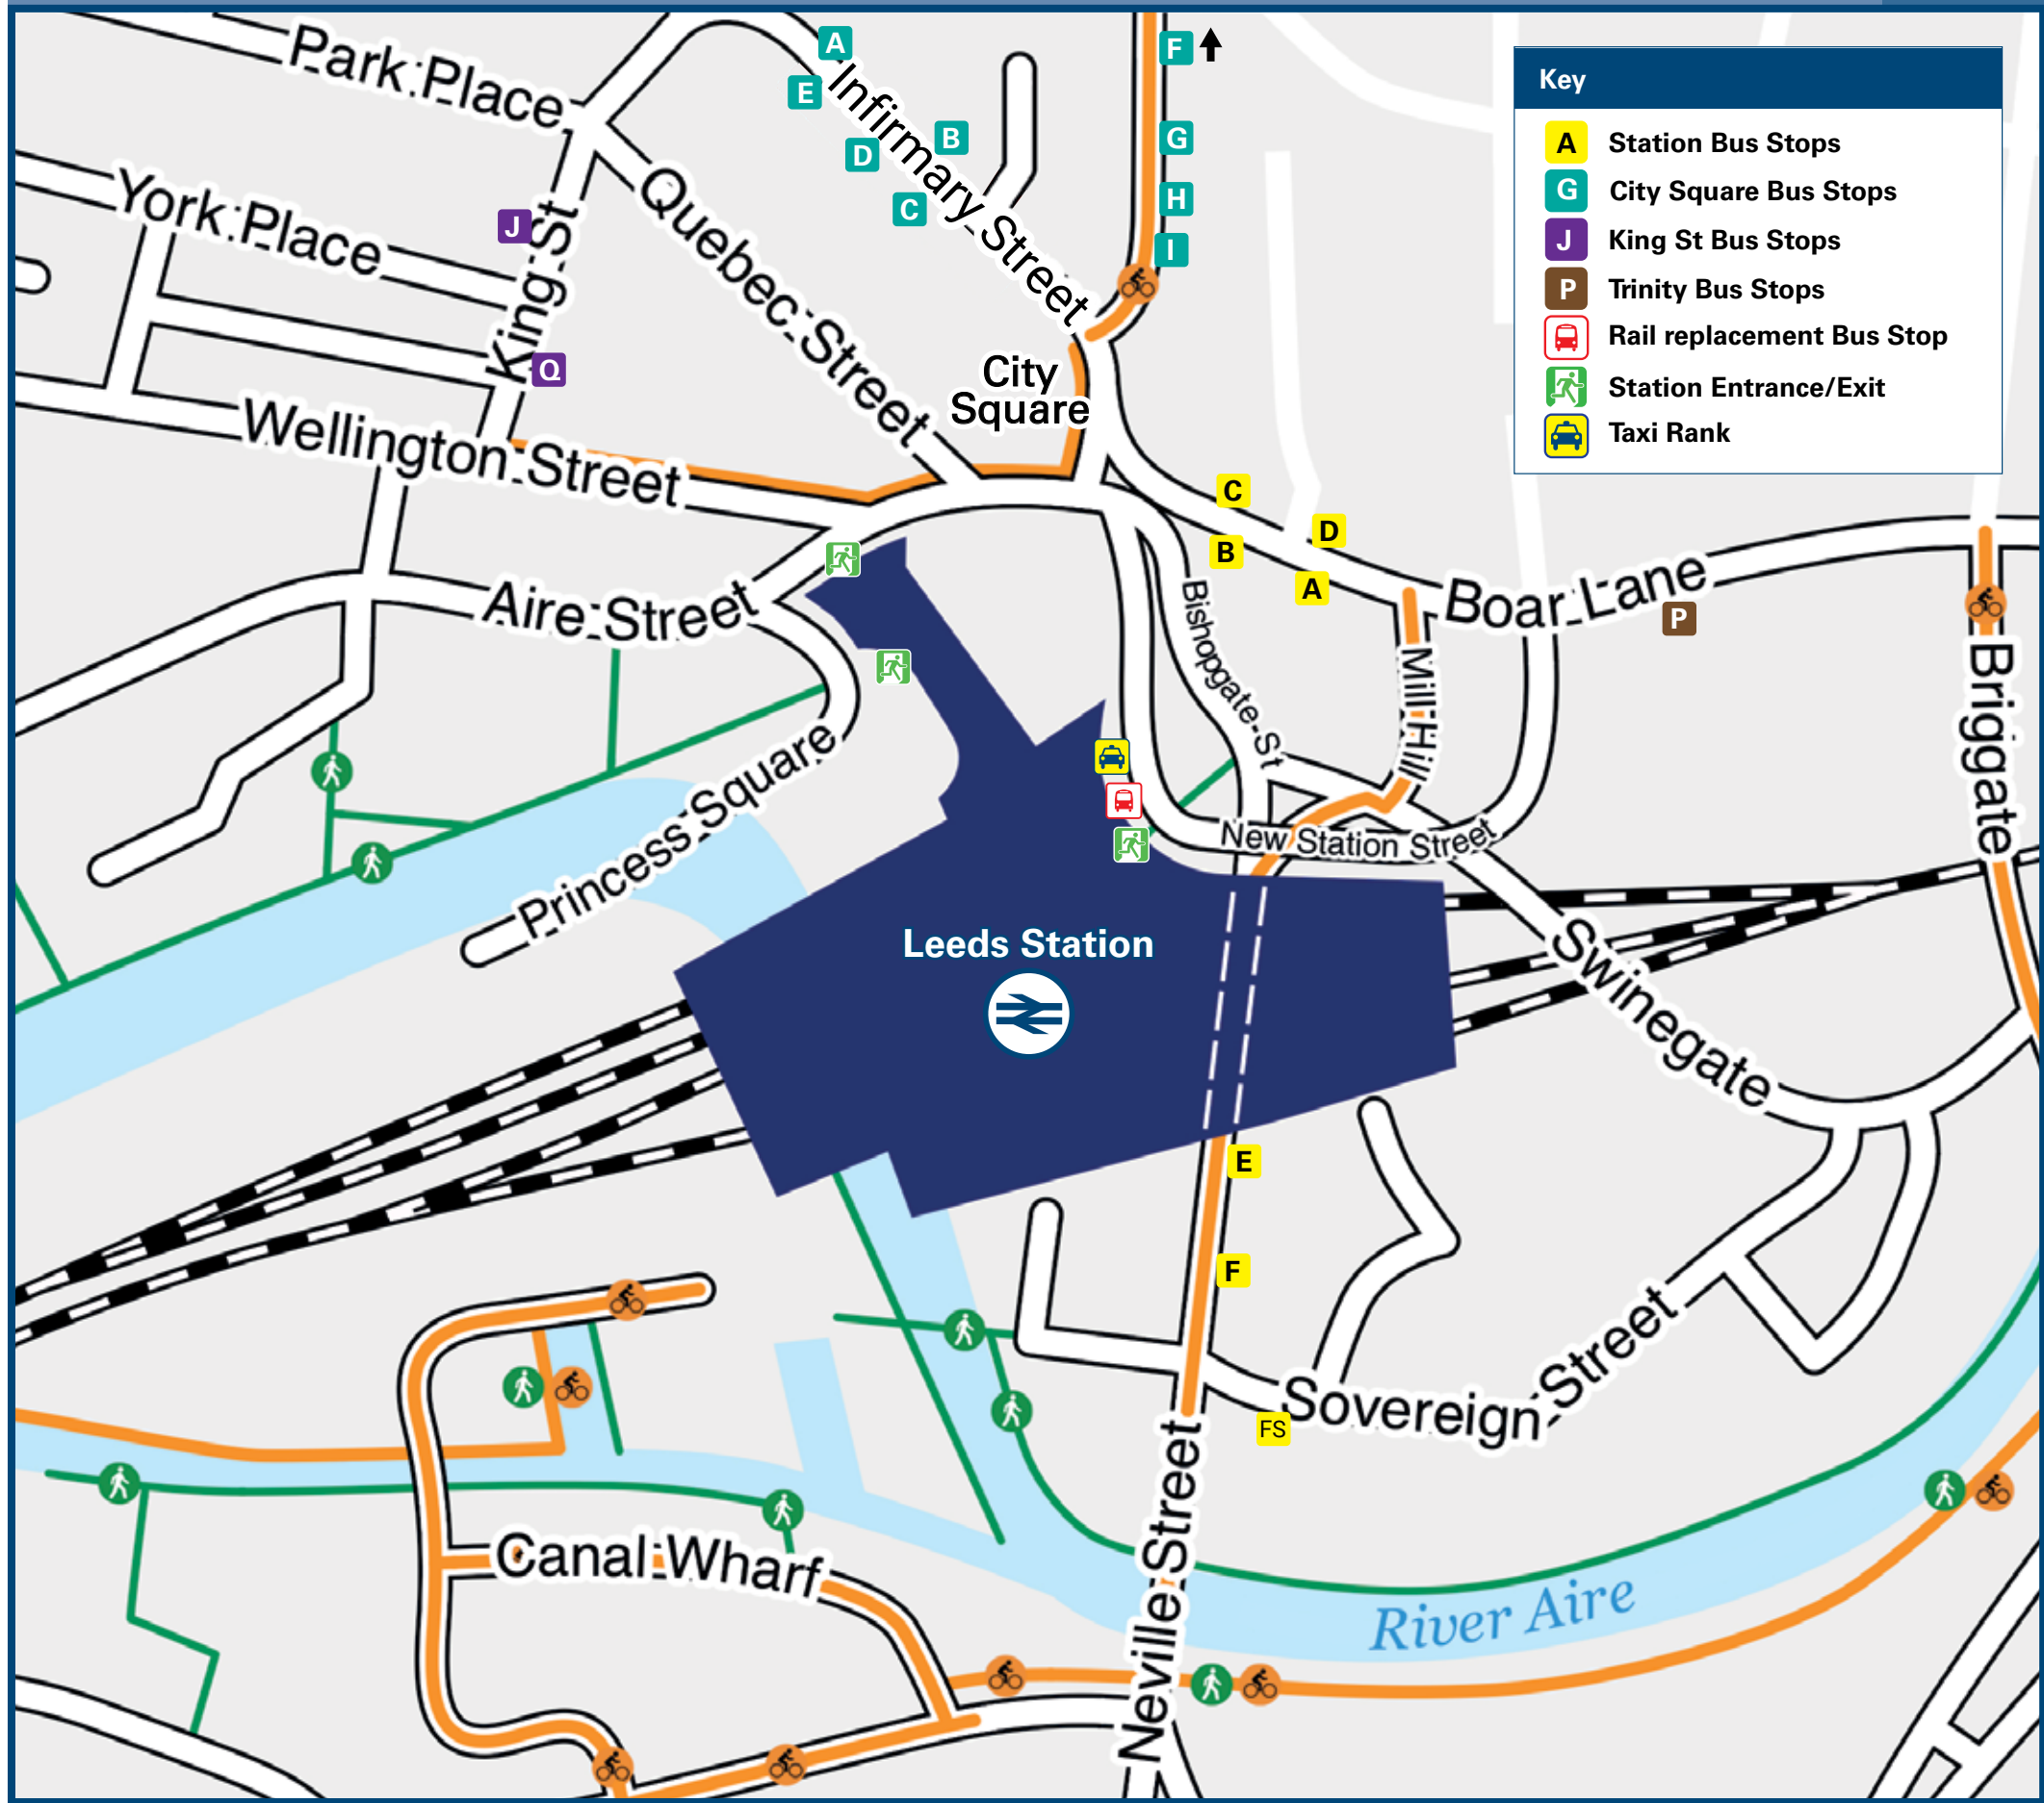 Park Place
A
Infirmary Street
E
B
D
C
F
G
H
I
Key
A Station Bus Stops
G City Square Bus Stops
J King St Bus Stops
P Trinity Bus Stops
Rail replacement Bus Stop
Station Entrance/Exit
Taxi Rank
York Place
J
King St
Quebec Street
Q
City
Square
Wellington Street
C
D
B
A
Boar Lane
P
Aire Street
Bishopgate St
Mill Hill
Briggate
Princess Square
New Station Street
Leeds Station
Swinegate
E
F
Sovereign Street
FS
Neville Street
Canal Wharf
River Aire